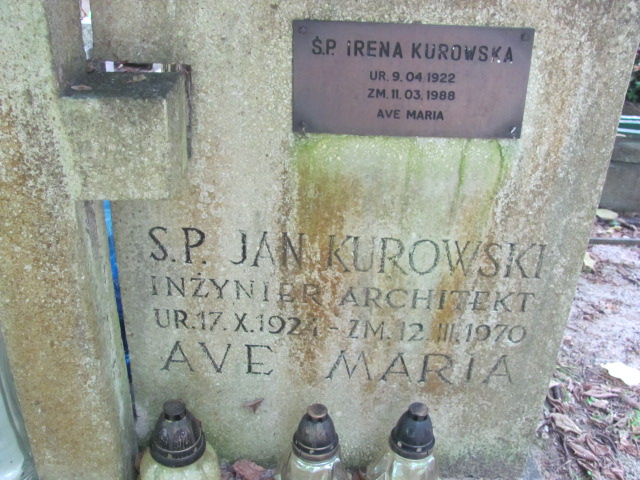 Ś.P. IRENA KUROWSKA
UR. 9.04.1922
ZM. 11.03.1988
AVE MARIA
Ś.P. JAN KUROWSKI
INŻYNIER ARCHITEKT
UR. 17.X. - ZM. 12.III.1970
AVE MARIA